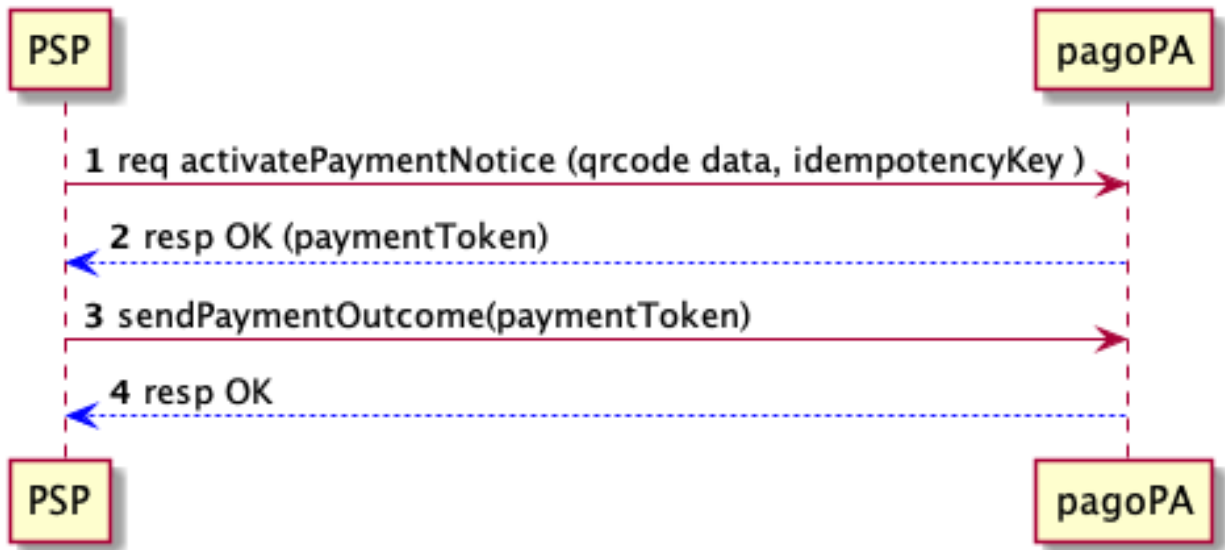 PSP
pagoPA
1 req activatePaymentNotice (qrcode data, idempotencyKey )
2 resp OK (paymentToken)
3 sendPaymentOutcome(paymentToken)
4 resp OK
PSP
pagoPA